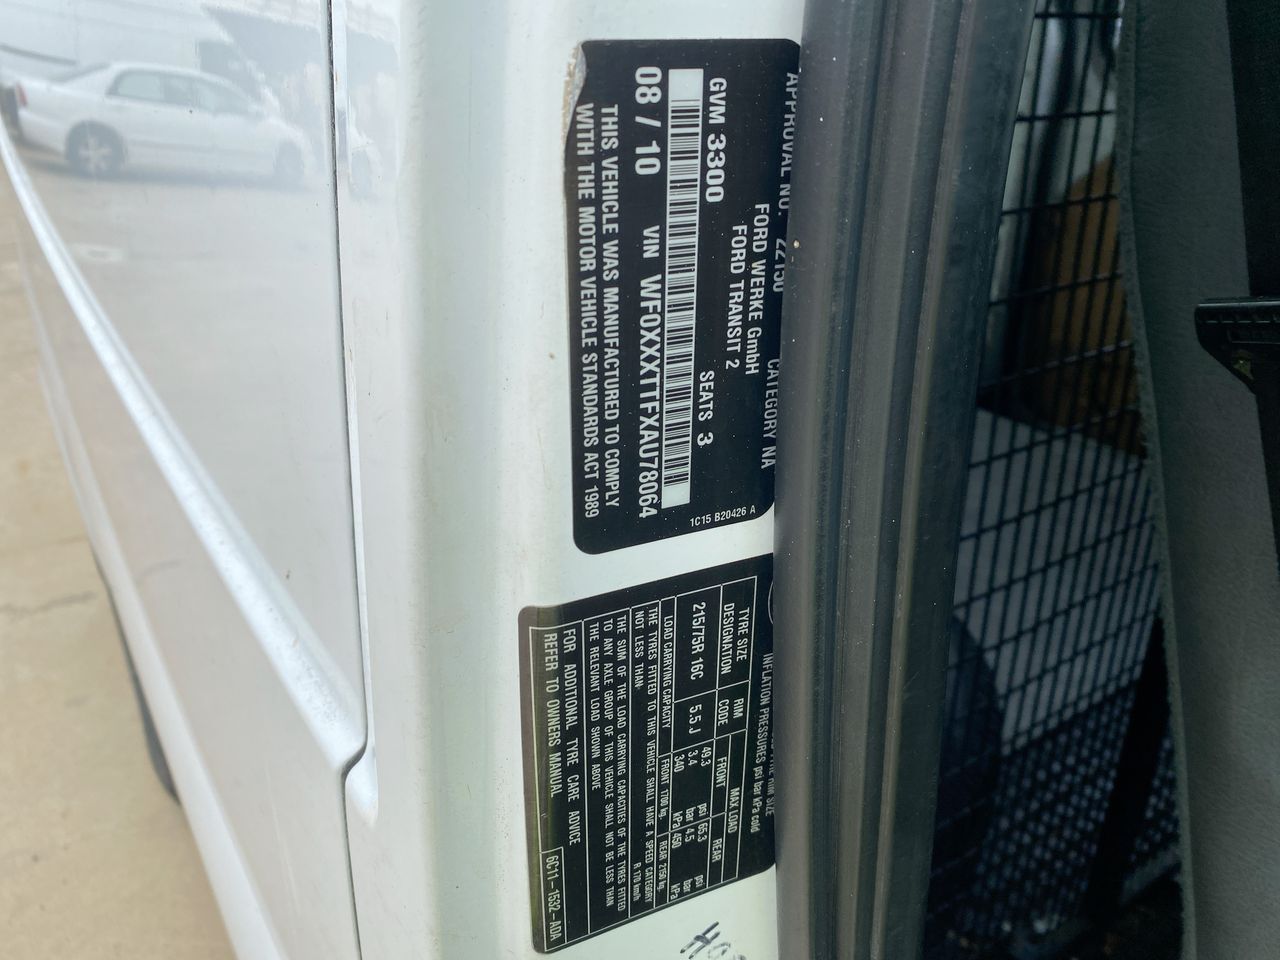 APPROVAL NO. 22150 CATEGORY NA
FORD WERKE GmbH
FORD TRANSIT 2
GVM 3300 SEATS 3
08 / 10 VIN WF0XXXTTFXAU78064
THIS VEHICLE WAS MANUFACTURED TO COMPLY
WITH THE MOTOR VEHICLE STANDARDS ACT 1989
1C15 B20426 A
RIM SIZE
INFLATION PRESSURES psi bar kPa cold
TYRE SIZE DESIGNATION RIM CODE MAX LOAD
FRONT REAR
215/75R 16C 5.5 J 49.3 psi 65.3 psi
3.4 bar 4.5 bar
340 kPa 450 kPa
LOAD CARRYING CAPACITY FRONT 1700 kg. REAR 2150 kg.
THE TYRES FITTED TO THIS VEHICLE SHALL HAVE A SPEED CATEGORY
NOT LESS THAN- R 170 km/h
THE SUM OF THE LOAD CARRYING CAPACITIES OF THE TYRES FITTED
TO ANY AXLE GROUP OF THIS VEHICLE SHALL NOT BE LESS THAN
THE RELEVANT LOAD SHOWN ABOVE
FOR ADDITIONAL TYRE CARE ADVICE
REFER TO OWNERS MANUAL
6C11-1532-ADA